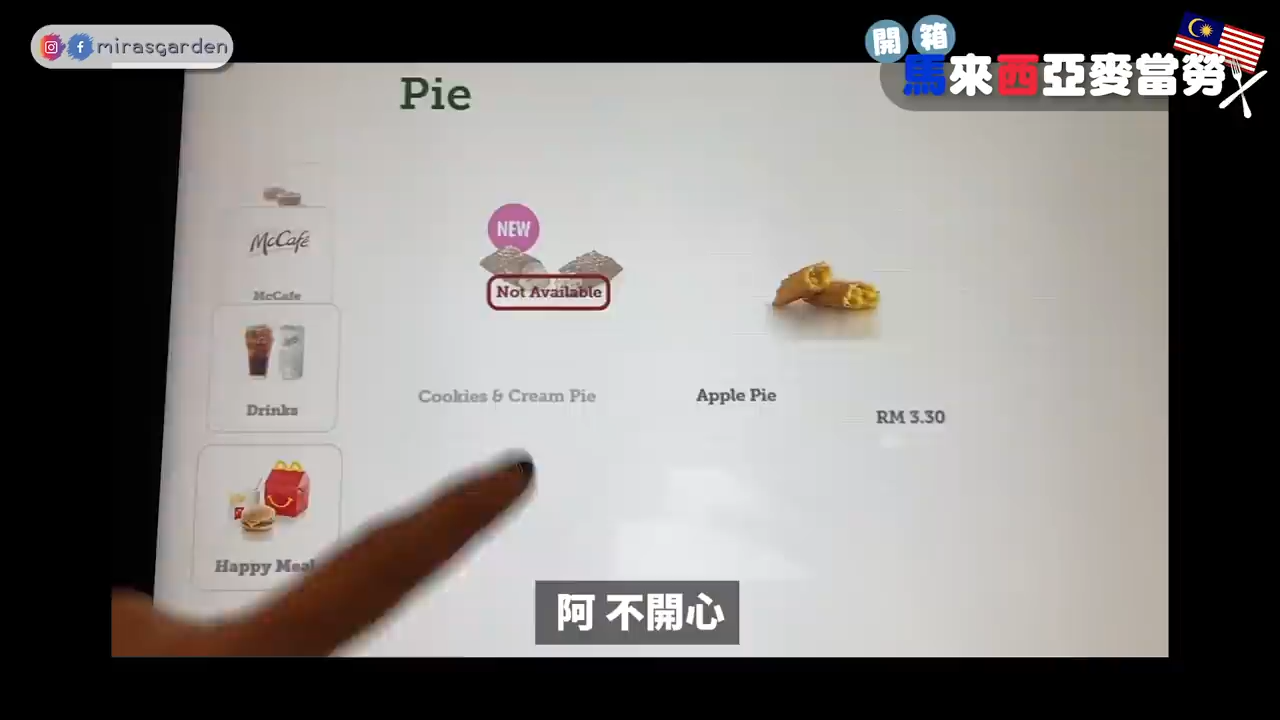 mirasgarden
開箱
馬來西亞麥當勞
Pie
McCafé
McCafe
Drinks
Happy Meal
NEW
Not Available
Cookies & Cream Pie
Apple Pie
RM 3.30
阿 不開心